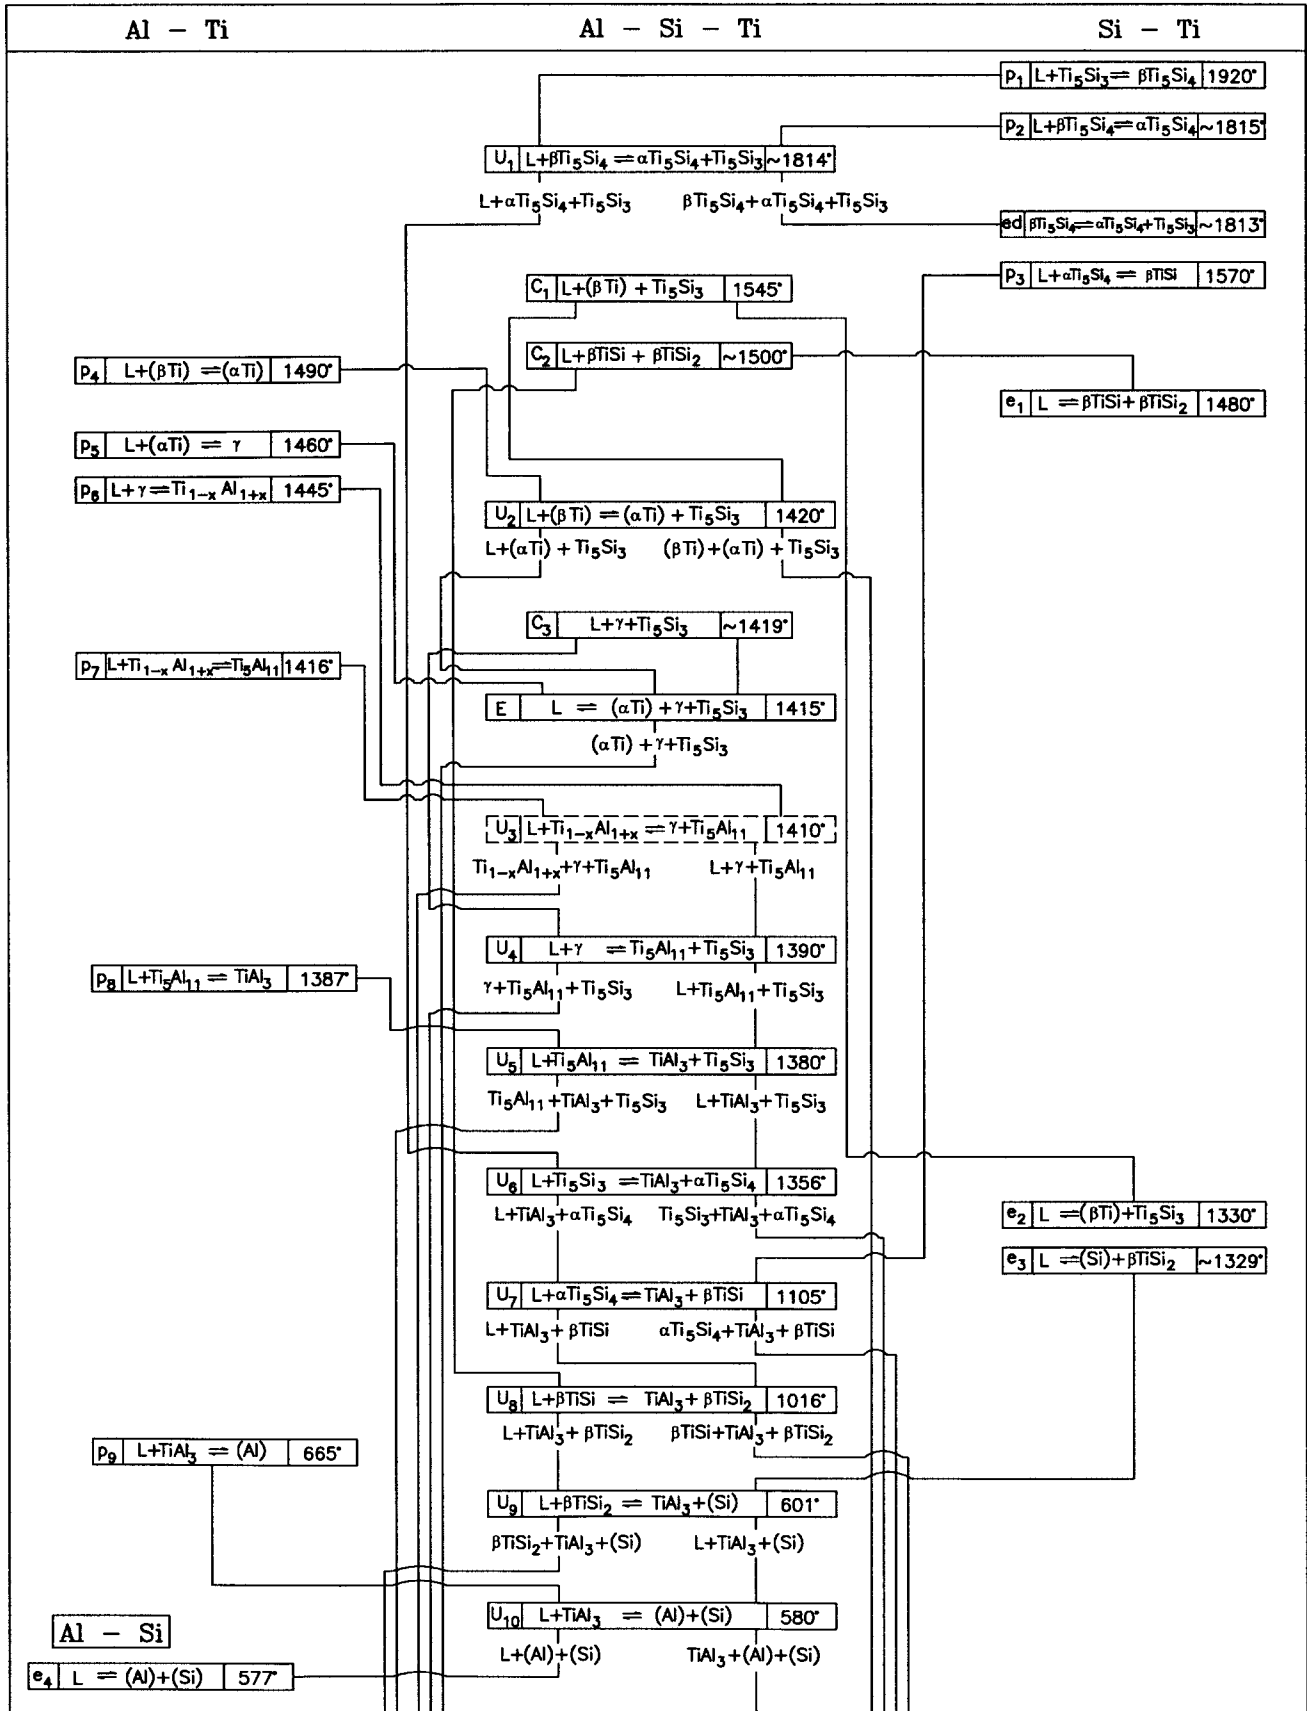 Al – Ti
Al – Si – Ti
Si – Ti
p₁ L+Ti₅Si₃⇌ βTi₅Si₄ 1920°
p₂ L+βTi₅Si₄⇌αTi₅Si₄ ~1815°
U₁ L+βTi₅Si₄⇌αTi₅Si₄+Ti₅Si₃ ~1814°
L+αTi₅Si₄+Ti₅Si₃ βTi₅Si₄+αTi₅Si₄+Ti₅Si₃
ed βTi₅Si₄⇌αTi₅Si₄+Ti₅Si₃ ~1813°
p₃ L+αTi₅Si₄⇌ βTiSi 1570°
C₁ L+(βTi)+Ti₅Si₃ 1545°
C₂ L+βTiSi+βTiSi₂ ~1500°
p₄ L+(βTi)⇌(αTi) 1490°
e₁ L⇌βTiSi+βTiSi₂ 1480°
p₅ L+(αTi)⇌γ 1460°
p₆ L+γ⇌Ti₁₋ₓAl₁₊ₓ 1445°
U₂ L+(βTi)⇌(αTi)+Ti₅Si₃ 1420°
L+(αTi)+Ti₅Si₃ (βTi)+(αTi)+Ti₅Si₃
C₃ L+γ+Ti₅Si₃ ~1419°
p₇ L+Ti₁₋ₓAl₁₊ₓ⇌Ti₅Al₁₁ 1416°
E L⇌(αTi)+γ+Ti₅Si₃ 1415°
(αTi)+γ+Ti₅Si₃
U₃ L+Ti₁₋ₓAl₁₊ₓ⇌γ+Ti₅Al₁₁ 1410°
Ti₁₋ₓAl₁₊ₓ+γ+Ti₅Al₁₁ L+γ+Ti₅Al₁₁
U₄ L+γ⇌Ti₅Al₁₁+Ti₅Si₃ 1390°
p₈ L+Ti₅Al₁₁⇌TiAl₃ 1387°
γ+Ti₅Al₁₁+Ti₅Si₃ L+Ti₅Al₁₁+Ti₅Si₃
U₅ L+Ti₅Al₁₁⇌TiAl₃+Ti₅Si₃ 1380°
Ti₅Al₁₁+TiAl₃+Ti₅Si₃ L+TiAl₃+Ti₅Si₃
U₆ L+Ti₅Si₃⇌TiAl₃+αTi₅Si₄ 1356°
L+TiAl₃+αTi₅Si₄ Ti₅Si₃+TiAl₃+αTi₅Si₄
e₂ L⇌(βTi)+Ti₅Si₃ 1330°
e₃ L⇌(Si)+βTiSi₂ ~1329°
U₇ L+αTi₅Si₄⇌TiAl₃+βTiSi 1105°
L+TiAl₃+βTiSi αTi₅Si₄+TiAl₃+βTiSi
U₈ L+βTiSi⇌TiAl₃+βTiSi₂ 1016°
L+TiAl₃+βTiSi₂ βTiSi+TiAl₃+βTiSi₂
p₉ L+TiAl₃⇌(Al) 665°
U₉ L+βTiSi₂⇌TiAl₃+(Si) 601°
βTiSi₂+TiAl₃+(Si) L+TiAl₃+(Si)
U₁₀ L+TiAl₃⇌(Al)+(Si) 580°
Al – Si
L+(Al)+(Si) TiAl₃+(Al)+(Si)
e₄ L⇌(Al)+(Si) 577°